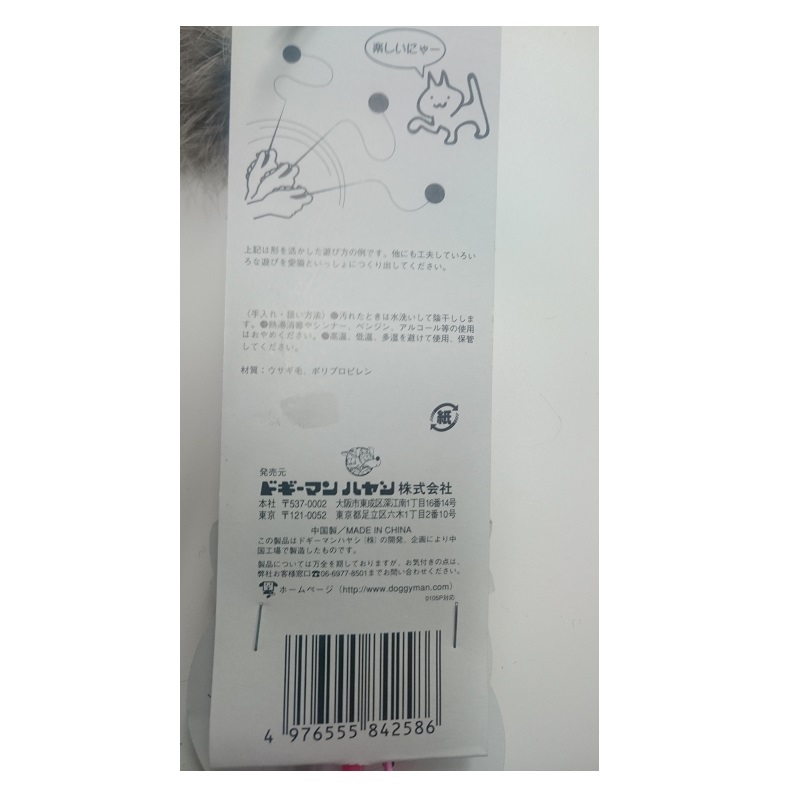 楽しいにゃー
上記は形を活かした遊び方の例です。他にも工夫していろい
ろな遊びを愛猫といっしょにつくり出してください。
〈手入れ・扱い方法〉●汚れたときは水洗いして陰干ししま
す。●熱湯消毒やシンナー、ベンジン、アルコール等の使用
はおやめください。●高温、低温、多湿を避けて使用、保管
してください。
材質：ウサギ毛、ポリプロピレン
紙
発売元
ドギーマンハヤシ株式会社
本社 〒537-0002 大阪市東成区深江南1丁目16番14号
東京 〒121-0052 東京都足立区六木1丁目2番10号
中国製／MADE IN CHINA
この製品はドギーマンハヤシ（株）の開発、企画により中
国工場で製造したものです。
製品については万全を期しておりますが、お気付きの点は、
弊社お客様窓口☎06-6977-8501までお問い合わせください。
ホームページ（http://www.doggyman.com）
0105P対応
4 976555 842586